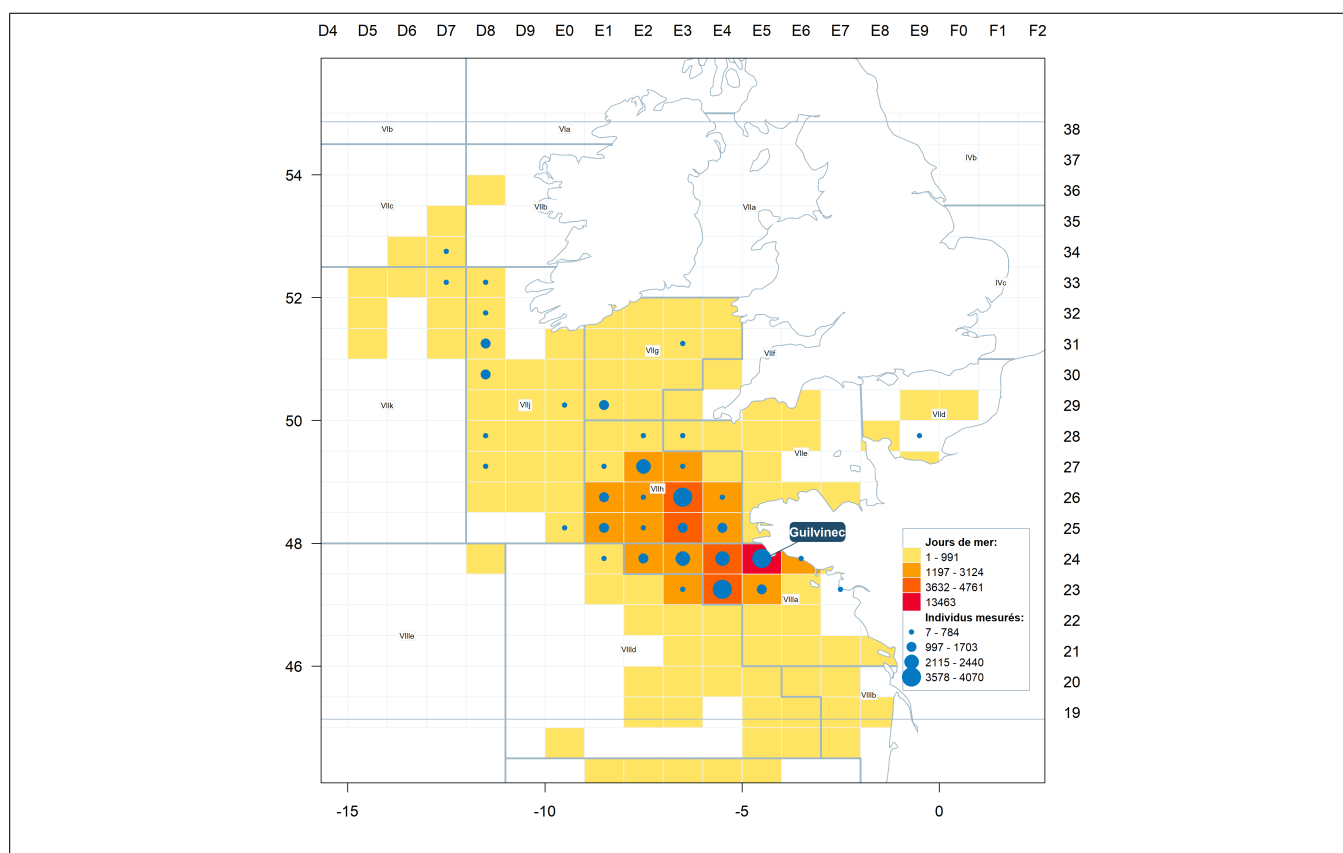 D4 D5 D6 D7 D8 D9 E0 E1 E2 E3 E4 E5 E6 E7 E8 E9 F0 F1 F2
VIb VIa 38
IVb 37
54
36
VIIc VIIb VIIa
35
34
33
IVc
52
32
31
VIIg VIIf
30
VIIk VIIj 29
VIId
50
28
VIIe
27
VIIh 26
25
Guilvinec
48
24
23
VIIIa
22
VIIIe VIIId 21
46
20
VIIIb
19
Jours de mer:
1 - 991
1197 - 3124
3632 - 4761
13463
Individus mesurés:
7 - 784
997 - 1703
2115 - 2440
3578 - 4070
-15 -10 -5 0